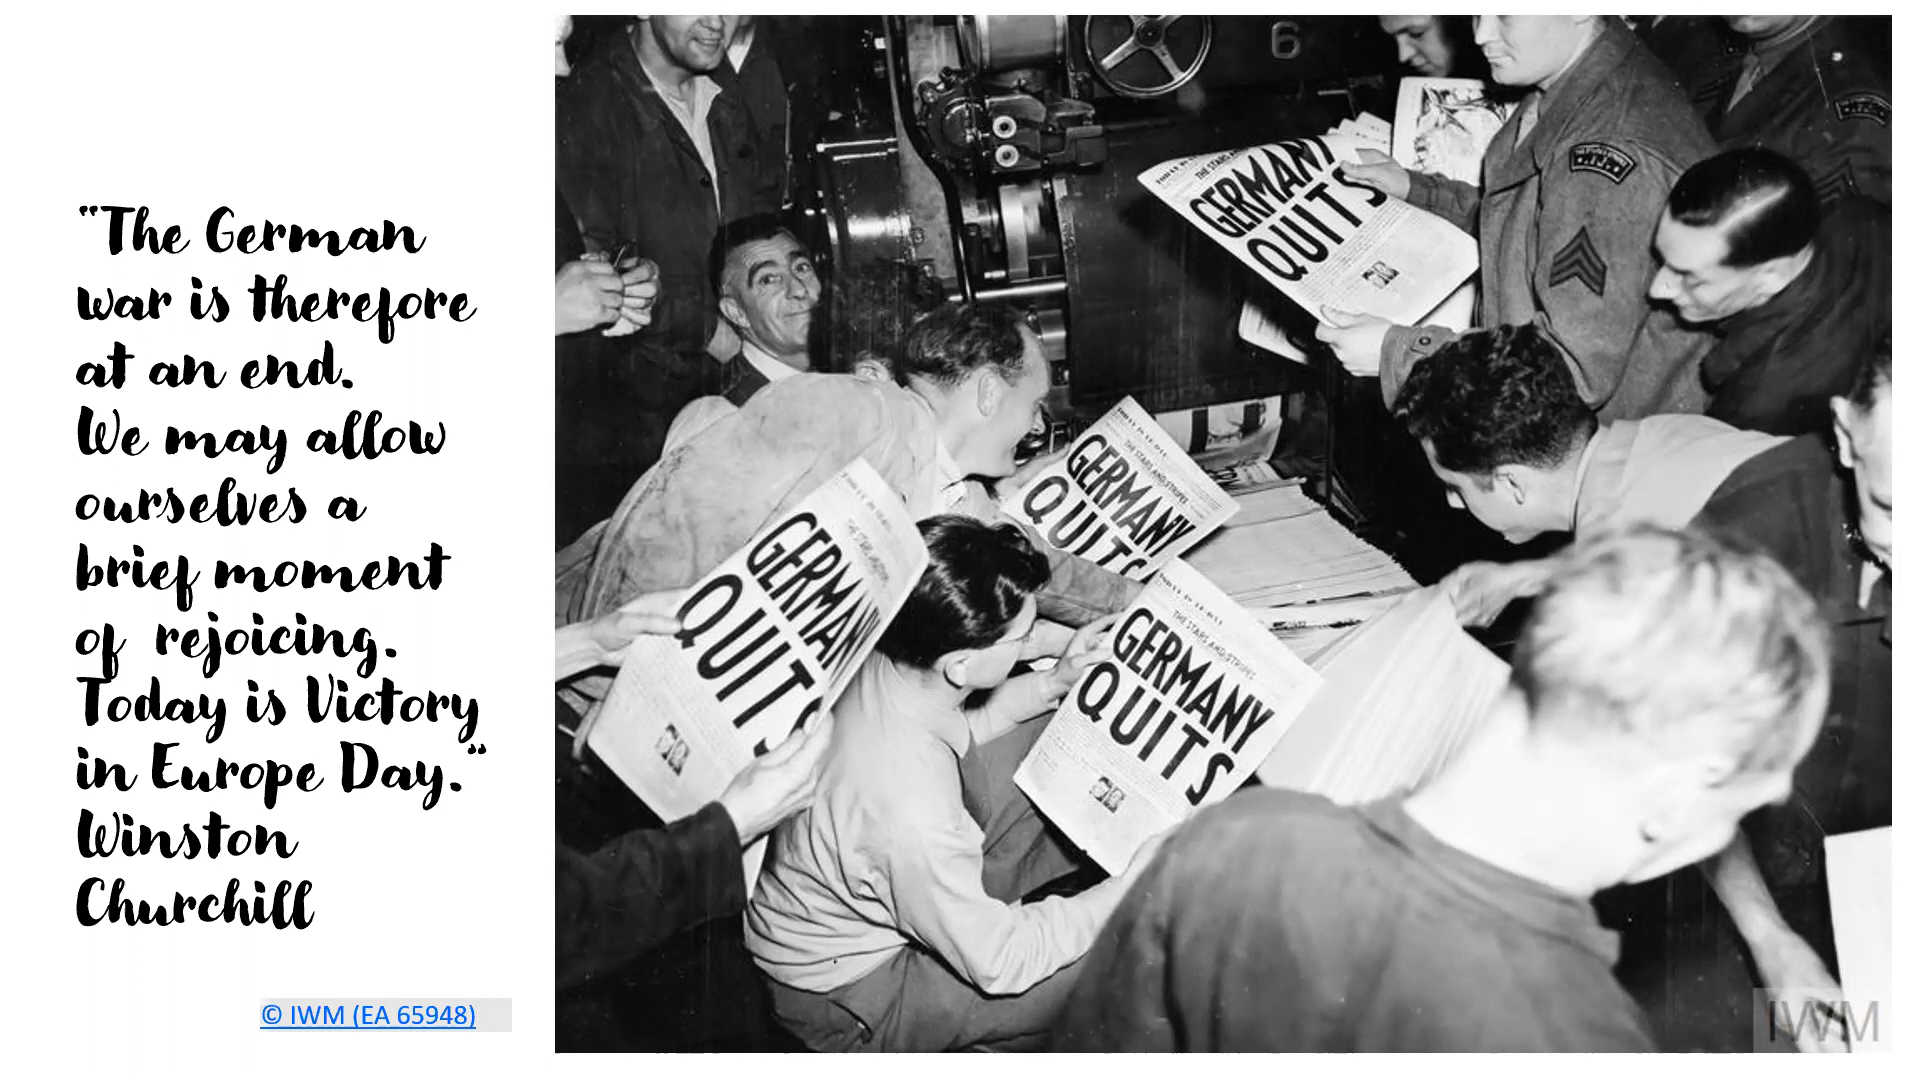 “The German
war is therefore
at an end.
We may allow
ourselves a
brief moment
of  rejoicing.
Today is Victory
in Europe Day.“
Winston
Churchill
© IWM (EA 65948)
6
THE STARS A
GERMANY
QUITS
THE STARS AND STRIPES
GERMANY
QUITS
GERMANY
QUITS
THE STARS AND STRIPES
GERMANY
QUITS
IWM